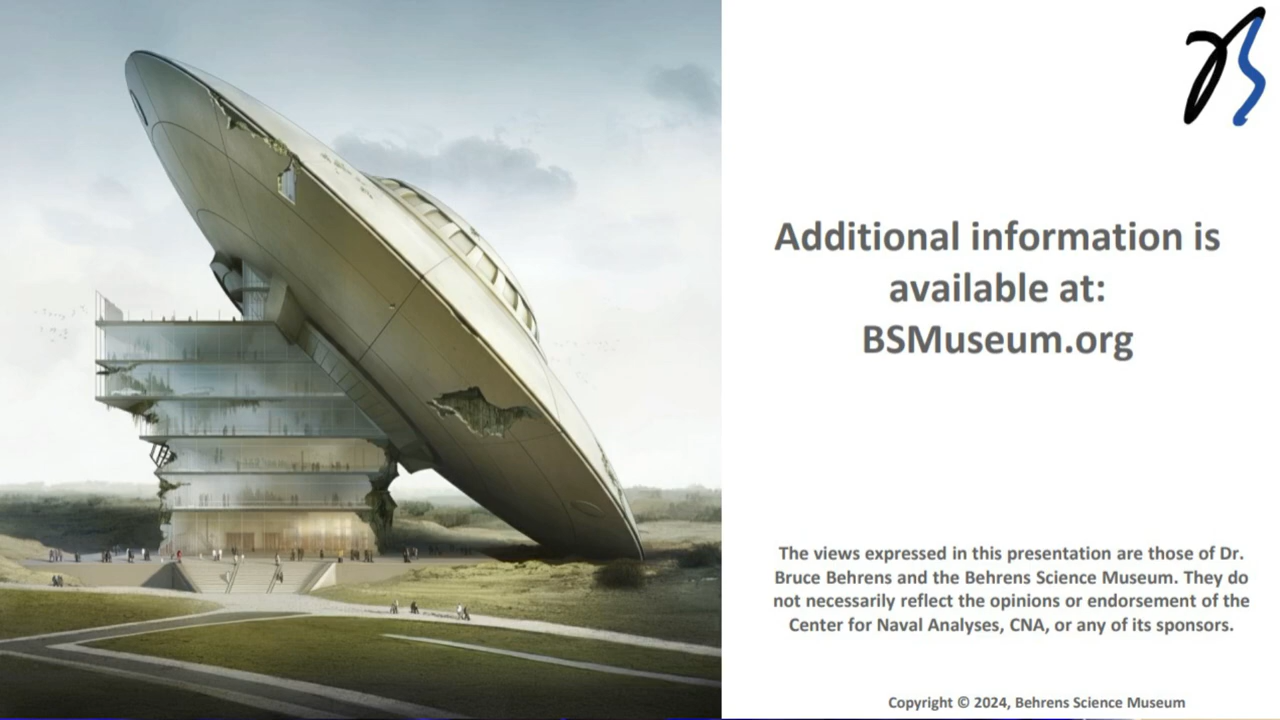 Additional information is
available at:
BSMuseum.org
The views expressed in this presentation are those of Dr.
Bruce Behrens and the Behrens Science Museum. They do
not necessarily reflect the opinions or endorsement of the
Center for Naval Analyses, CNA, or any of its sponsors.
Copyright © 2024, Behrens Science Museum